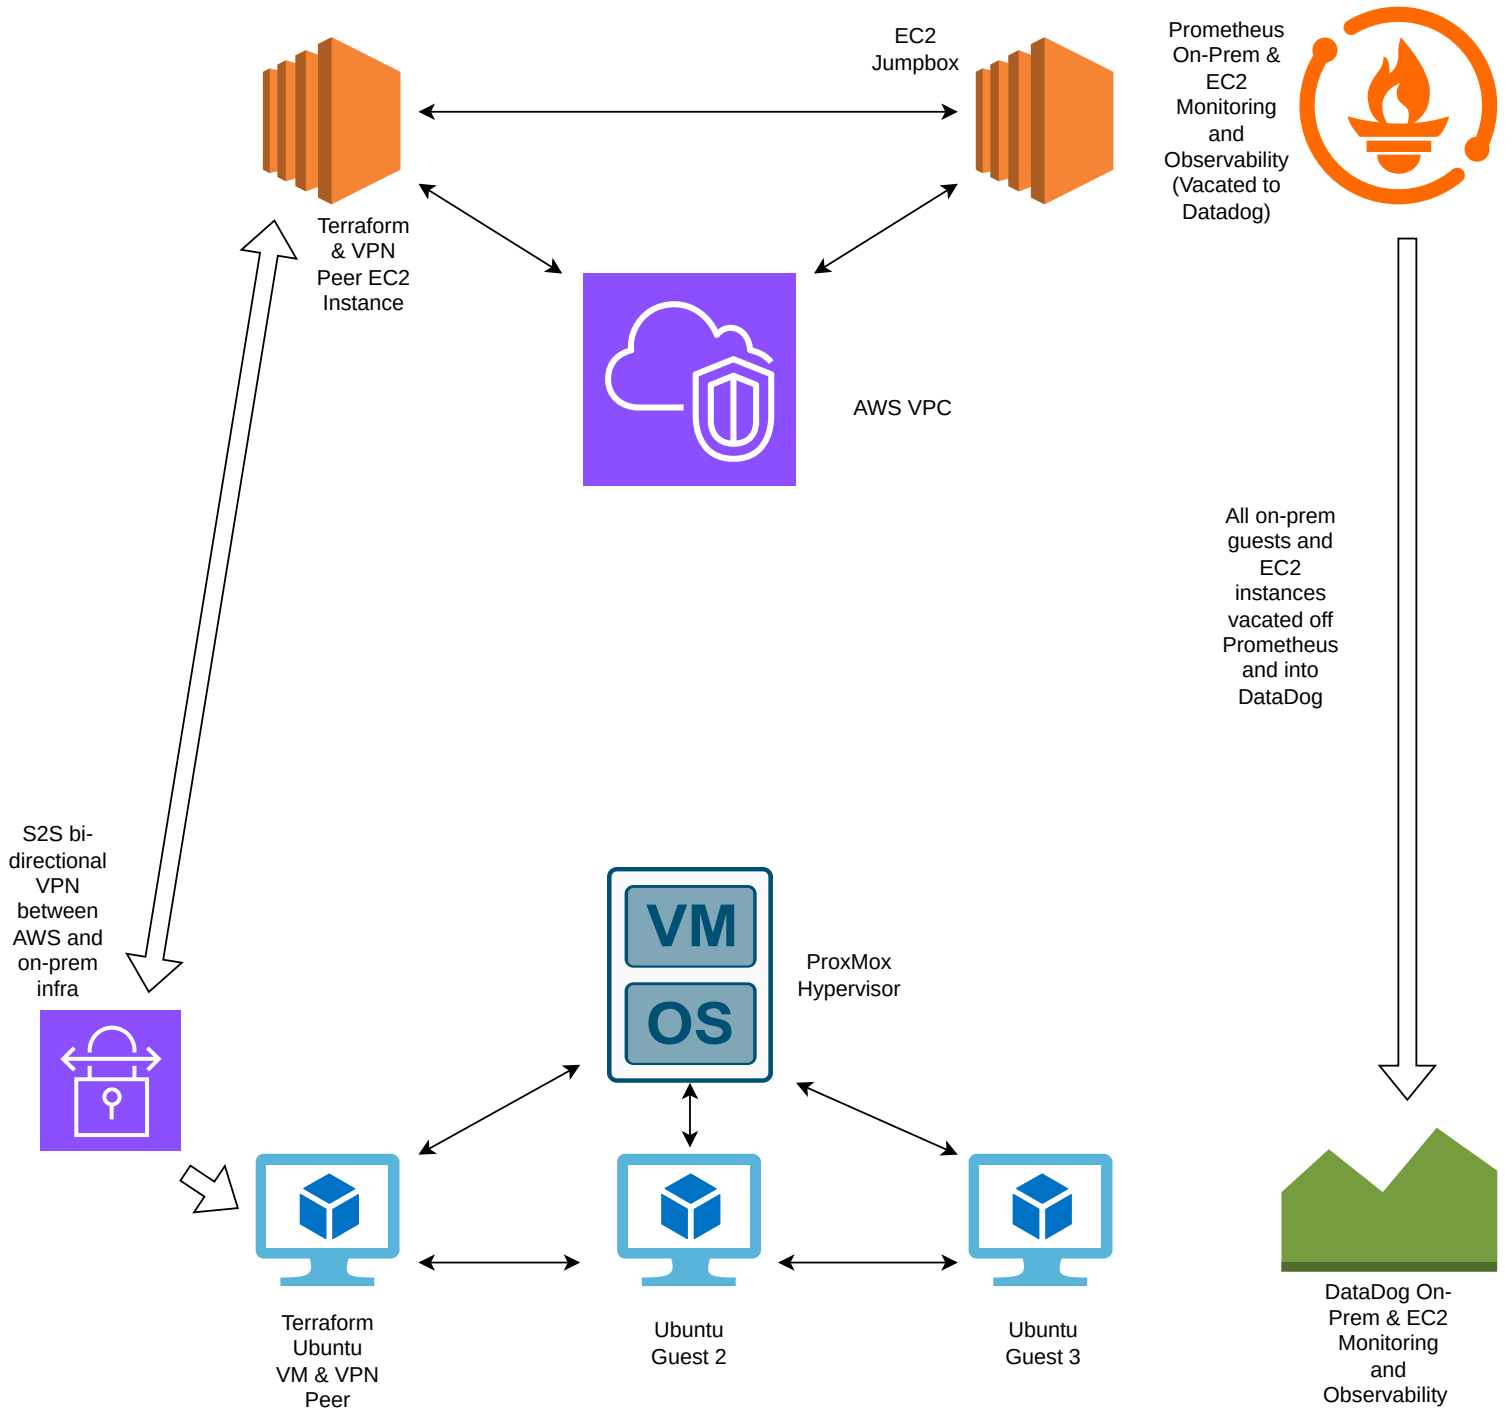 EC2
Jumpbox
Prometheus
On-Prem &
EC2
Monitoring
and
Observability
(Vacated to
Datadog)
Terraform
& VPN
Peer EC2
Instance
AWS VPC
All on-prem
guests and
EC2
instances
vacated off
Prometheus
and into
DataDog
S2S bi-
directional
VPN
between
AWS and
on-prem
infra
VM
OS
ProxMox
Hypervisor
Terraform
Ubuntu
VM & VPN
Peer
Ubuntu
Guest 2
Ubuntu
Guest 3
DataDog On-
Prem & EC2
Monitoring
and
Observability